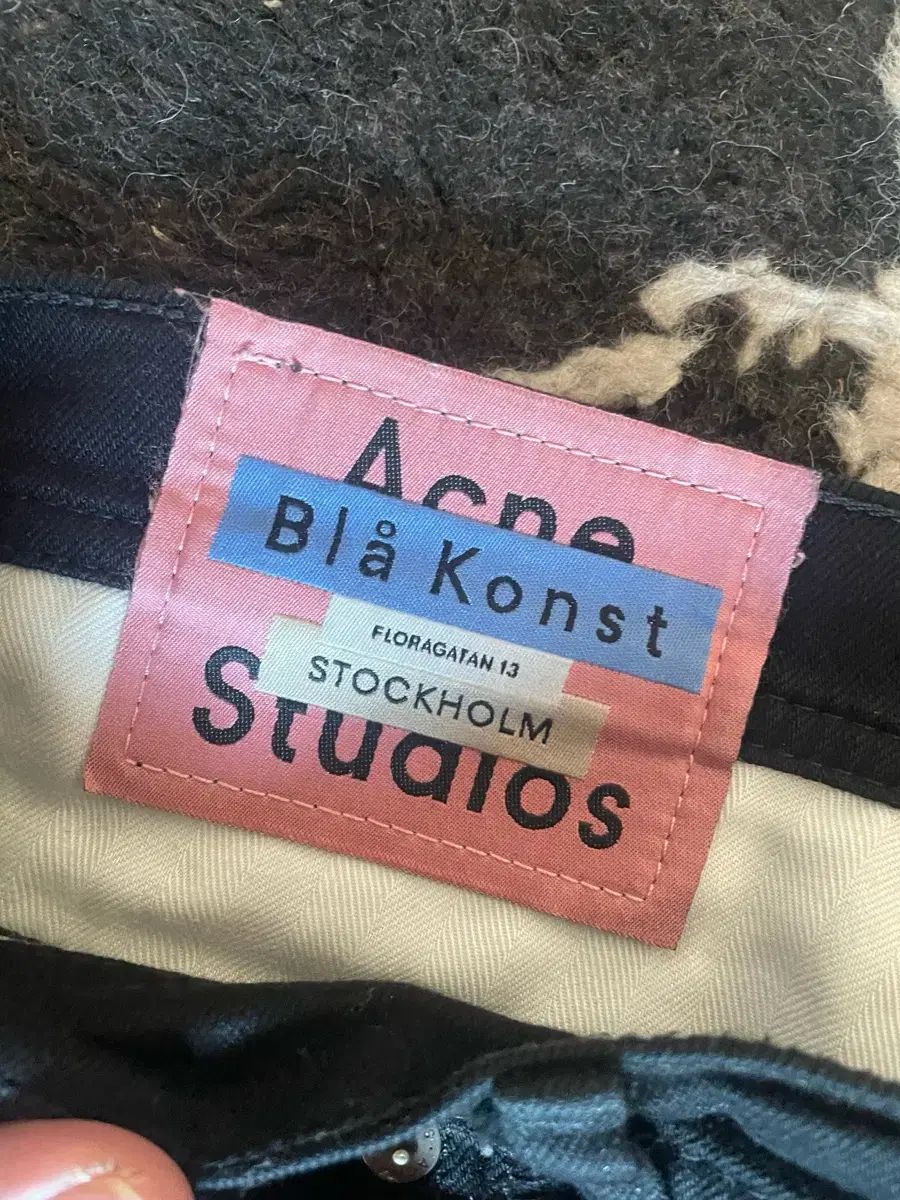 Acne
Blå Konst
FLORAGATAN 13
STOCKHOLM
Studios